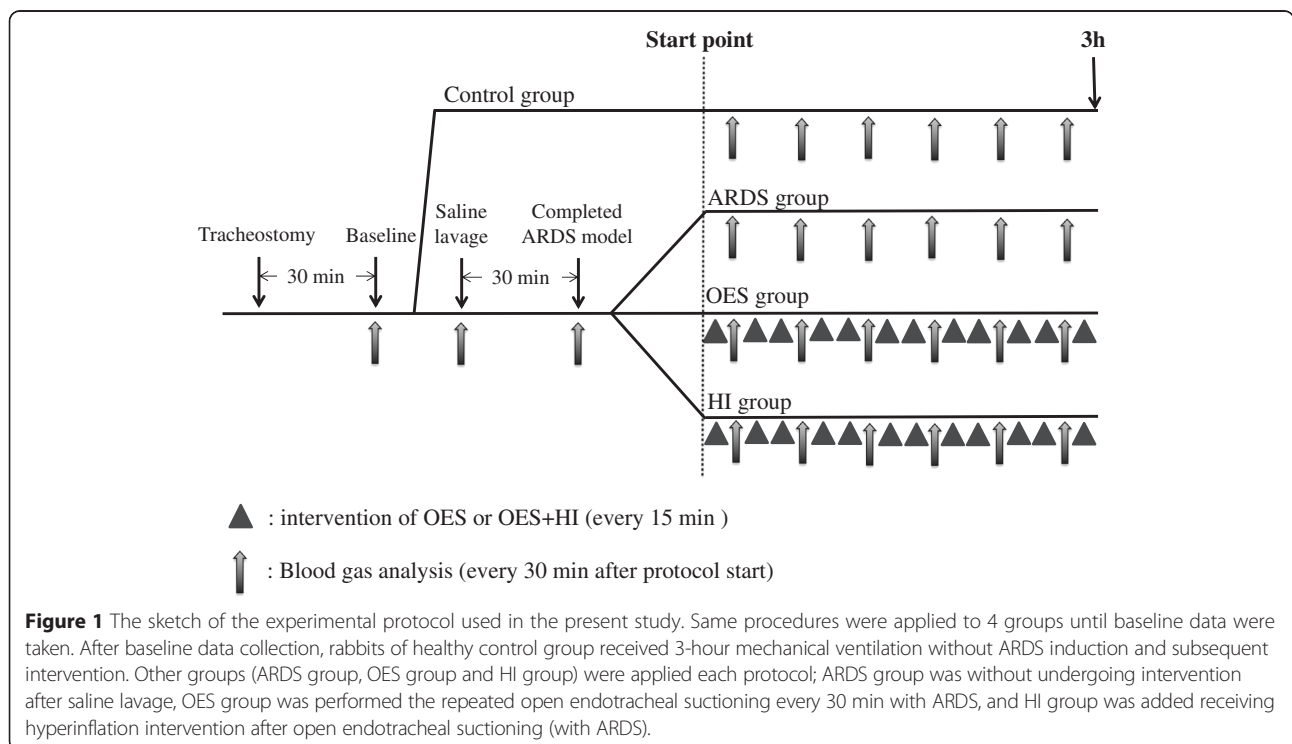 Start point
3h
Control group
ARDS group
Saline
lavage
Completed
ARDS model
Tracheostomy
Baseline
30 min
30 min
OES group
HI group
: intervention of OES or OES+HI (every 15 min )
: Blood gas analysis (every 30 min after protocol start)
Figure 1 The sketch of the experimental protocol used in the present study. Same procedures were applied to 4 groups until baseline data were
taken. After baseline data collection, rabbits of healthy control group received 3-hour mechanical ventilation without ARDS induction and subsequent
intervention. Other groups (ARDS group, OES group and HI group) were applied each protocol; ARDS group was without undergoing intervention
after saline lavage, OES group was performed the repeated open endotracheal suctioning every 30 min with ARDS, and HI group was added receiving
hyperinflation intervention after open endotracheal suctioning (with ARDS).